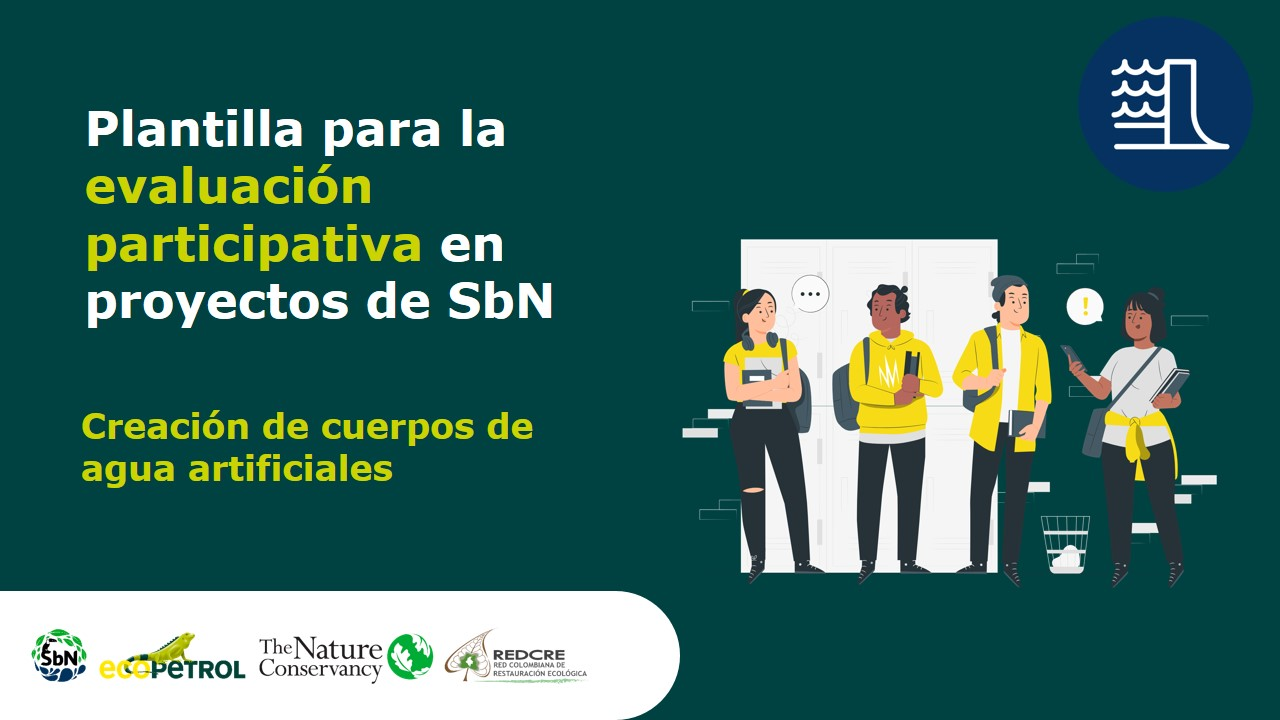 Plantilla para la
evaluación
participativa en
proyectos de SbN
Creación de cuerpos de
agua artificiales
SbN
ecopetrol
The Nature
Conservancy
REDCRE
RED COLOMBIANA DE
RESTAURACIÓN ECOLÓGICA